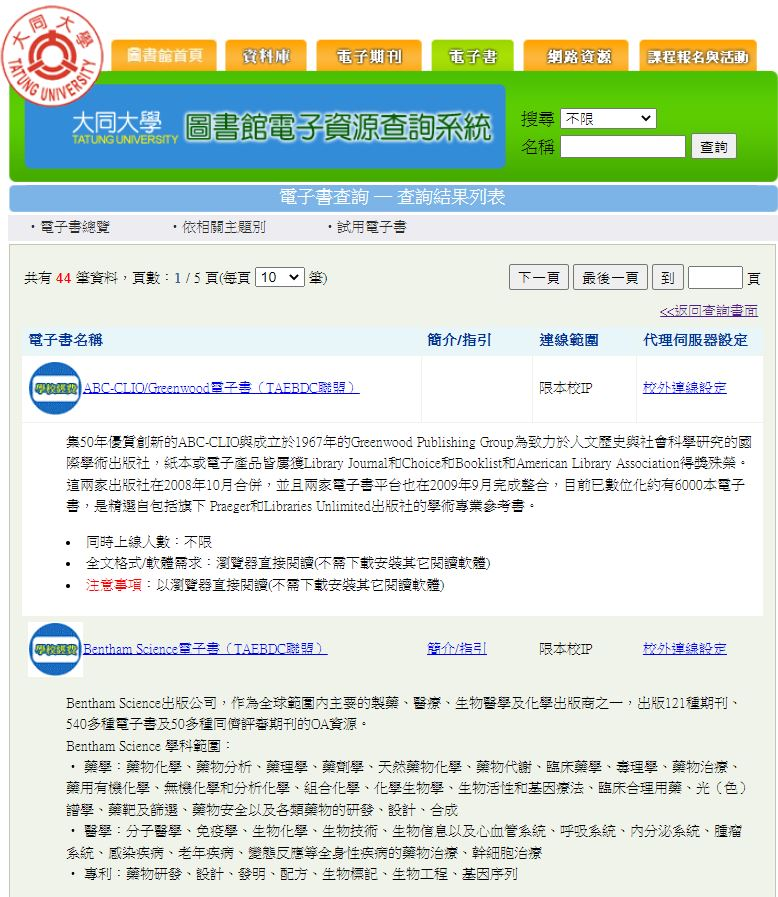 大同大學
TATUNG UNIVERSITY
圖書館首頁 資料庫 電子期刊 電子書 網路資源 課程報名與活動
大同大學
TATUNG UNIVERSITY
圖書館電子資源查詢系統
搜尋 不限
名稱 查詢
電子書查詢 — 查詢結果列表
・電子書總覽 ・依相關主題別 ・試用電子書
共有 44 筆資料，頁數：1 / 5 頁(每頁 10 筆) 下一頁 最後一頁 到 頁
<<返回查詢畫面
電子書名稱 簡介/指引 連線範圍 代理伺服器設定
學校經費 ABC-CLIO/Greenwood電子書（TAEBDC聯盟） 限本校IP 校外連線設定
集50年優質創新的ABC-CLIO與成立於1967年的Greenwood Publishing Group為致力於人文歷史與社會科學研究的國
際學術出版社，紙本或電子產品皆屢獲Library Journal和Choice和Booklist和American Library Association得獎殊榮。
這兩家出版社在2008年10月合併，並且兩家電子書平台也在2009年9月完成整合，目前已數位化約有6000本電子
書，是精選自包括旗下 Praeger和Libraries Unlimited出版社的學術專業參考書。
• 同時上線人數：不限
• 全文格式/軟體需求：瀏覽器直接閱讀(不需下載安裝其它閱讀軟體)
• 注意事項：以瀏覽器直接閱讀(不需下載安裝其它閱讀軟體)
學校經費 Bentham Science電子書（TAEBDC聯盟） 簡介/指引 限本校IP 校外連線設定
Bentham Science出版公司，作為全球範圍內主要的製藥、醫療、生物醫學及化學出版商之一，出版121種期刊、
540多種電子書及50多種同儕評審期刊的OA資源。
Bentham Science 學科範圍：
・ 藥學：藥物化學、藥物分析、藥理學、藥劑學、天然藥物化學、藥物代謝、臨床藥學、毒理學、藥物治療、
藥用有機化學、無機化學和分析化學、組合化學、化學生物學、生物活性和基因療法、臨床合理用藥、光（色）
譜學、藥靶及篩選、藥物安全以及各類藥物的研發、設計、合成
・ 醫學：分子醫學、免疫學、生物化學、生物技術、生物信息以及心血管系統、呼吸系統、內分泌系統、腫瘤
系統、感染疾病、老年疾病、變態反應等全身性疾病的藥物治療、幹細胞治療
・ 專利：藥物研發、設計、發明、配方、生物標記、生物工程、基因序列